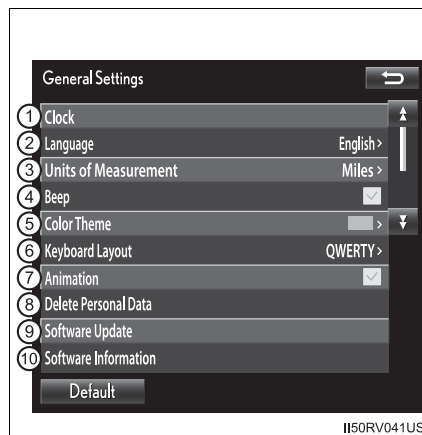 General Settings
1 Clock
2 Language English >
3 Units of Measurement Miles >
4 Beep
5 Color Theme >
6 Keyboard Layout QWERTY >
7 Animation
8 Delete Personal Data
9 Software Update
10 Software Information
Default
II50RV041US